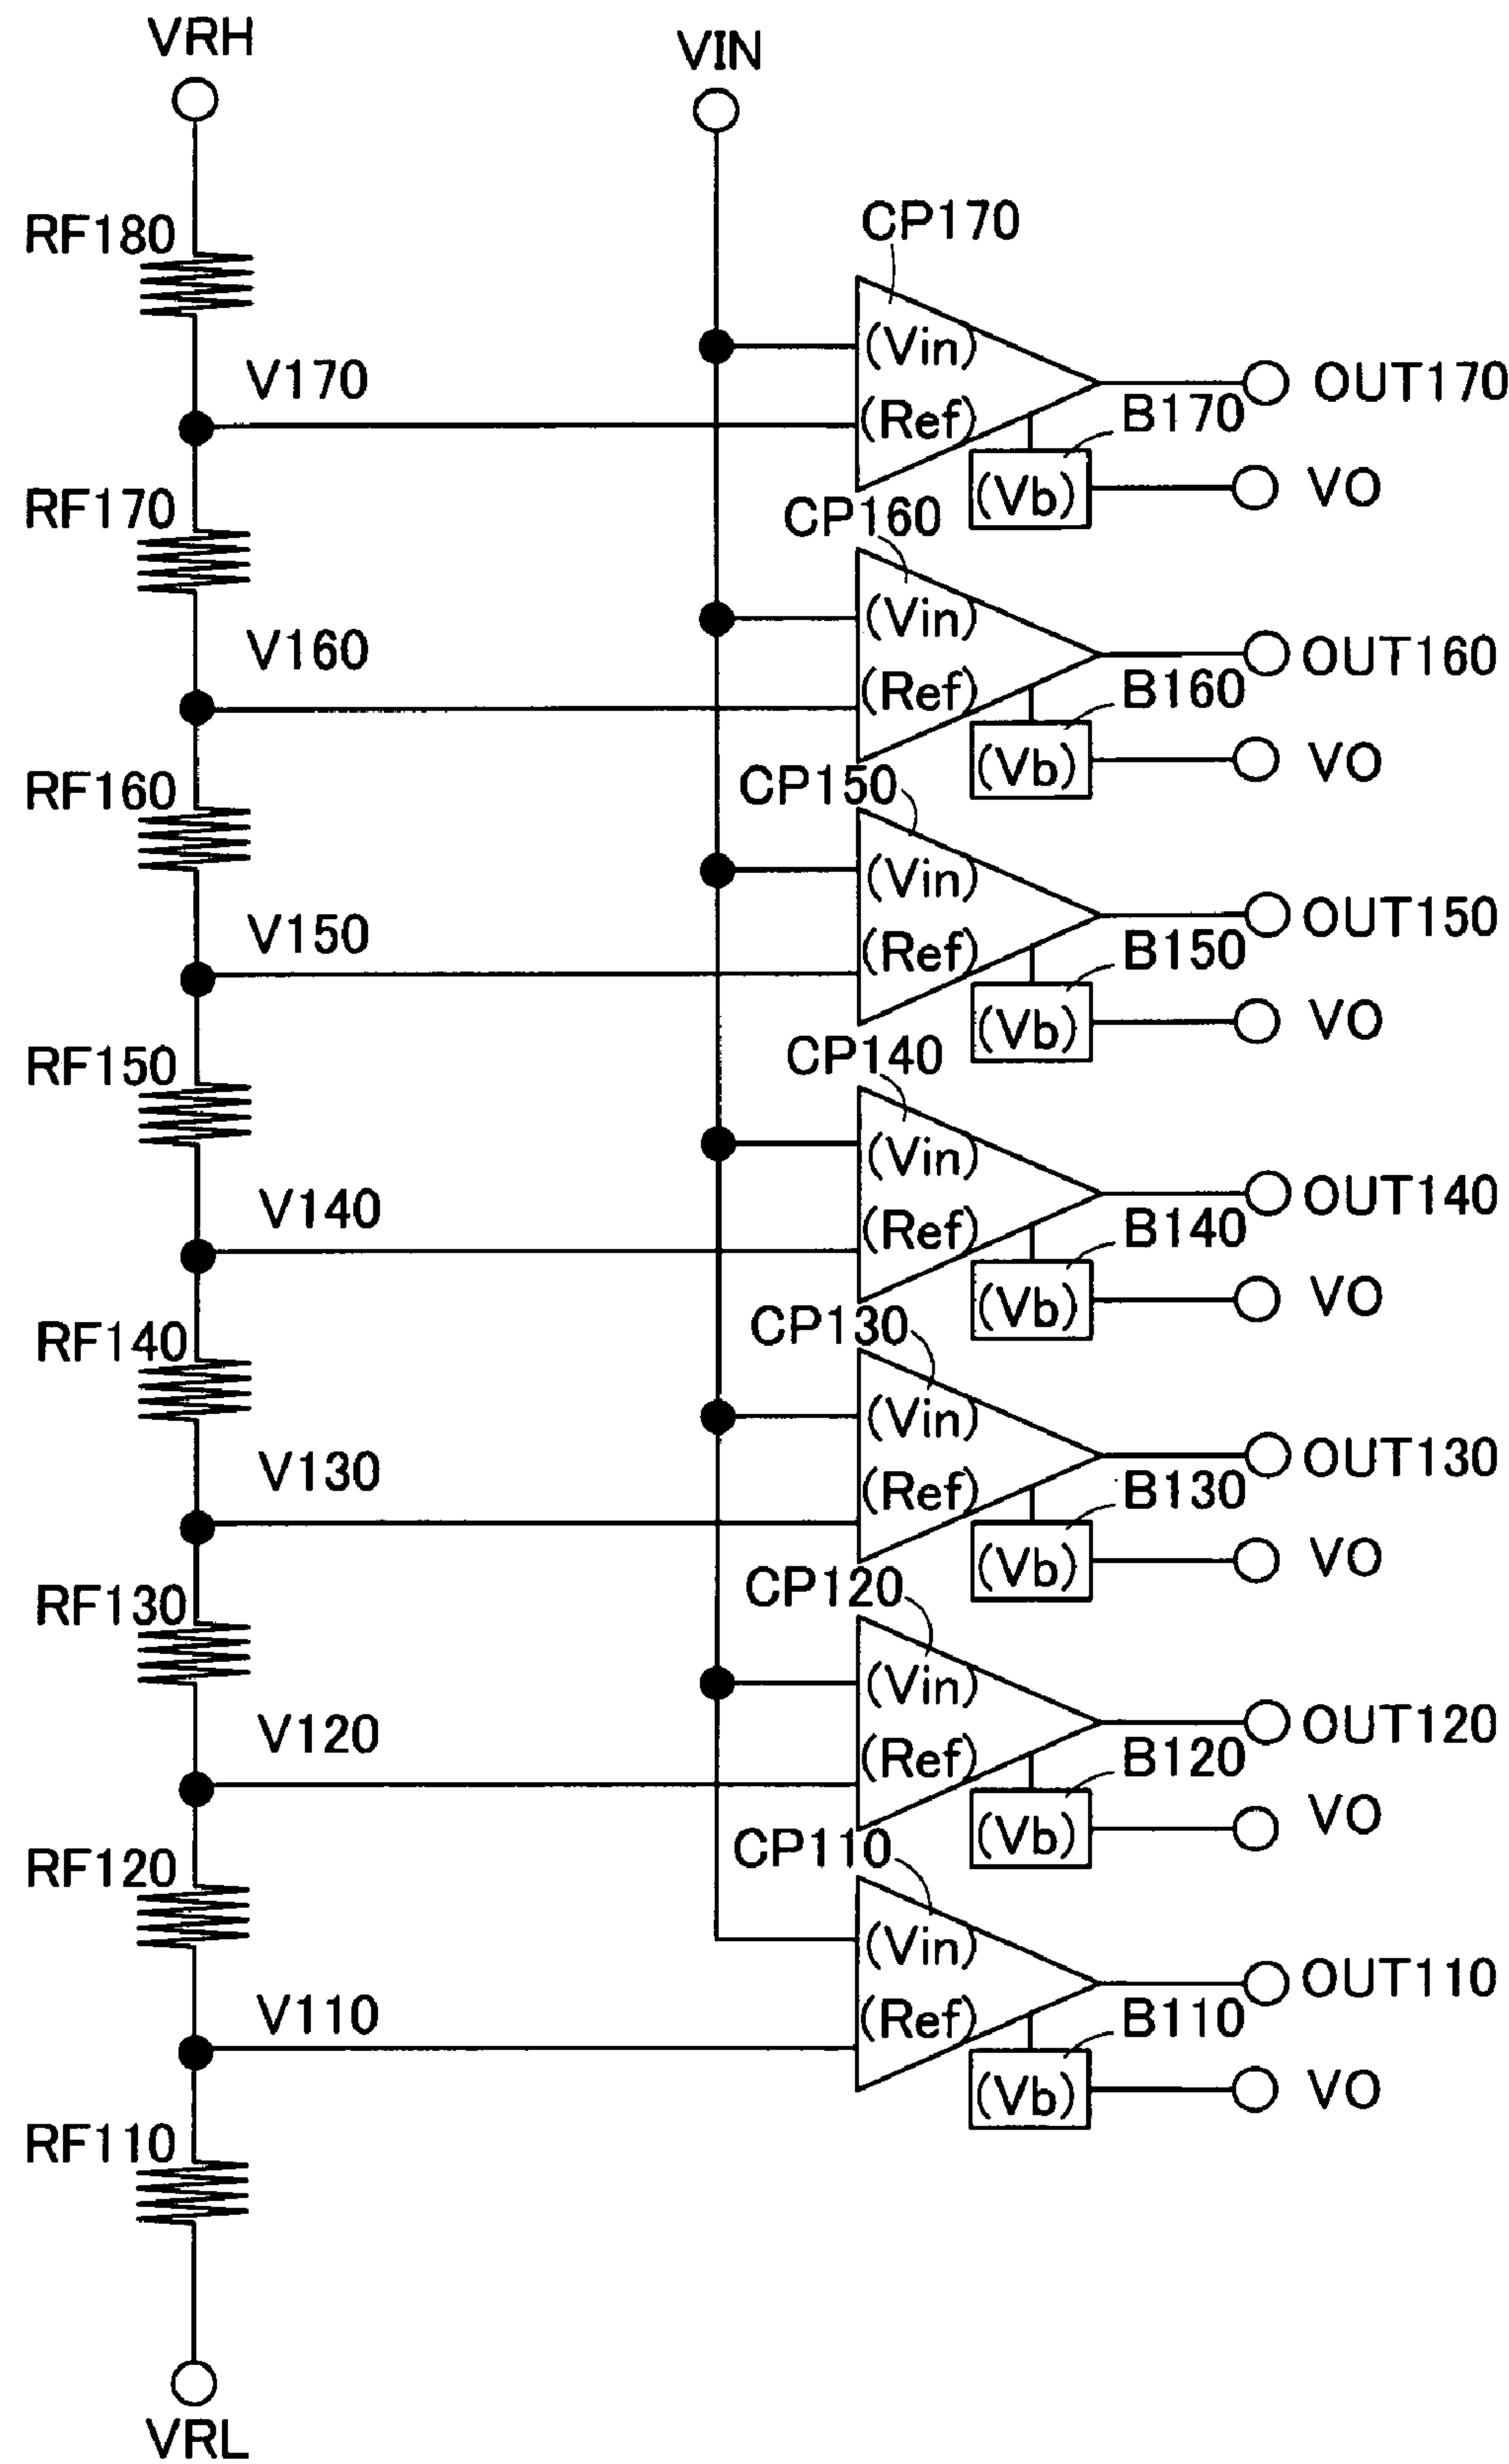 VRH
VIN
RF180
CP170
(Vin)
V170
OUT170
(Ref)
B170
RF170
(Vb)
VO
CP160
(Vin)
V160
OUT160
(Ref)
B160
RF160
(Vb)
VO
CP150
(Vin)
V150
OUT150
(Ref)
B150
RF150
(Vb)
VO
CP140
(Vin)
V140
OUT140
(Ref)
B140
RF140
(Vb)
VO
CP130
(Vin)
V130
OUT130
(Ref)
B130
RF130
(Vb)
VO
CP120
(Vin)
V120
OUT120
(Ref)
B120
RF120
(Vb)
VO
CP110
(Vin)
V110
OUT110
(Ref)
B110
RF110
(Vb)
VO
VRL